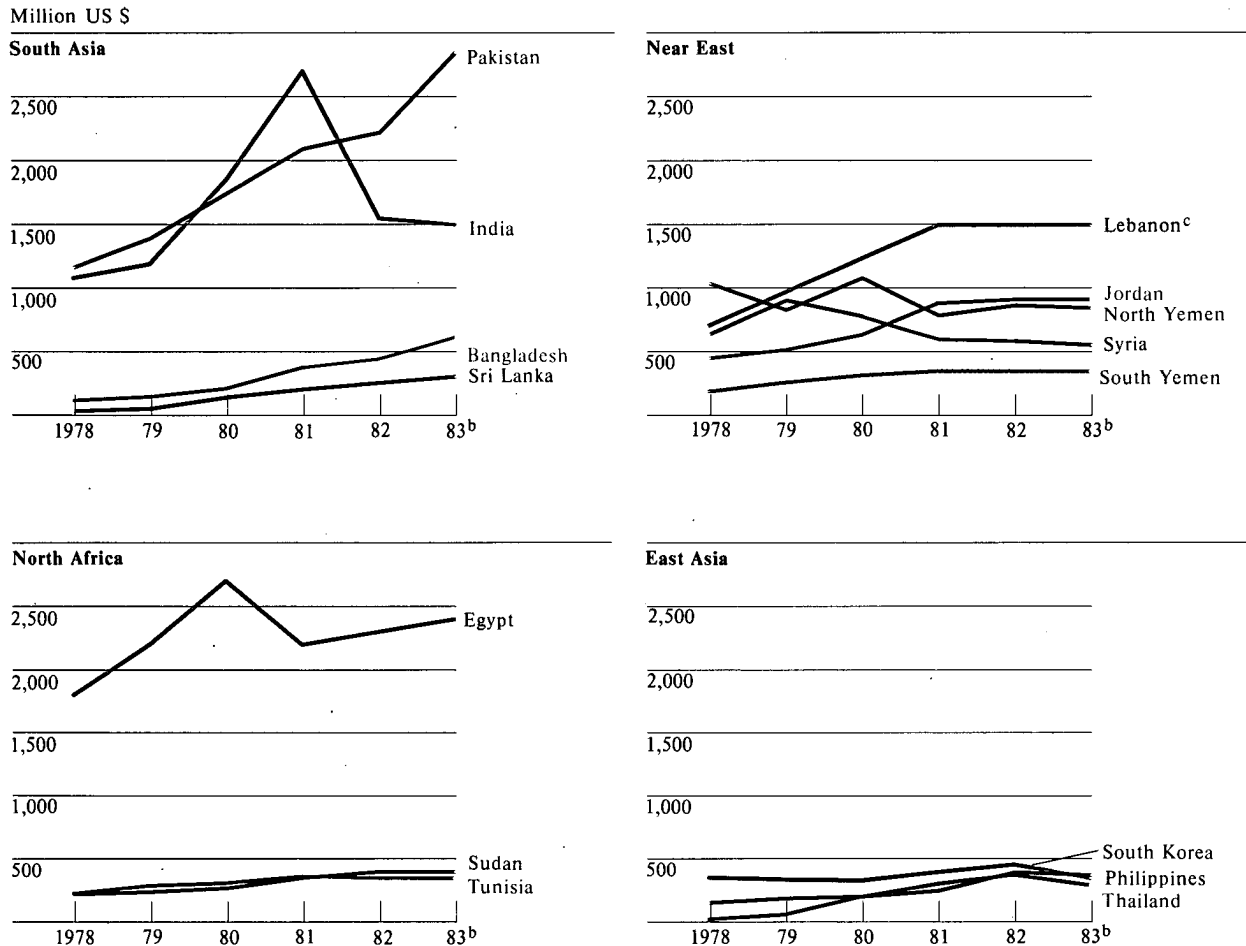 Million US $
South Asia
2,500
2,000
1,500
1,000
500
Pakistan
India
Bangladesh
Sri Lanka
1978 79 80 81 82 83b
Near East
2,500
2,000
1,500
1,000
500
Lebanonc
Jordan
North Yemen
Syria
South Yemen
1978 79 80 81 82 83b
North Africa
2,500
2,000
1,500
1,000
500
Egypt
Sudan
Tunisia
1978 79 80 81 82 83b
East Asia
2,500
2,000
1,500
1,000
500
South Korea
Philippines
Thailand
1978 79 80 81 82 83b